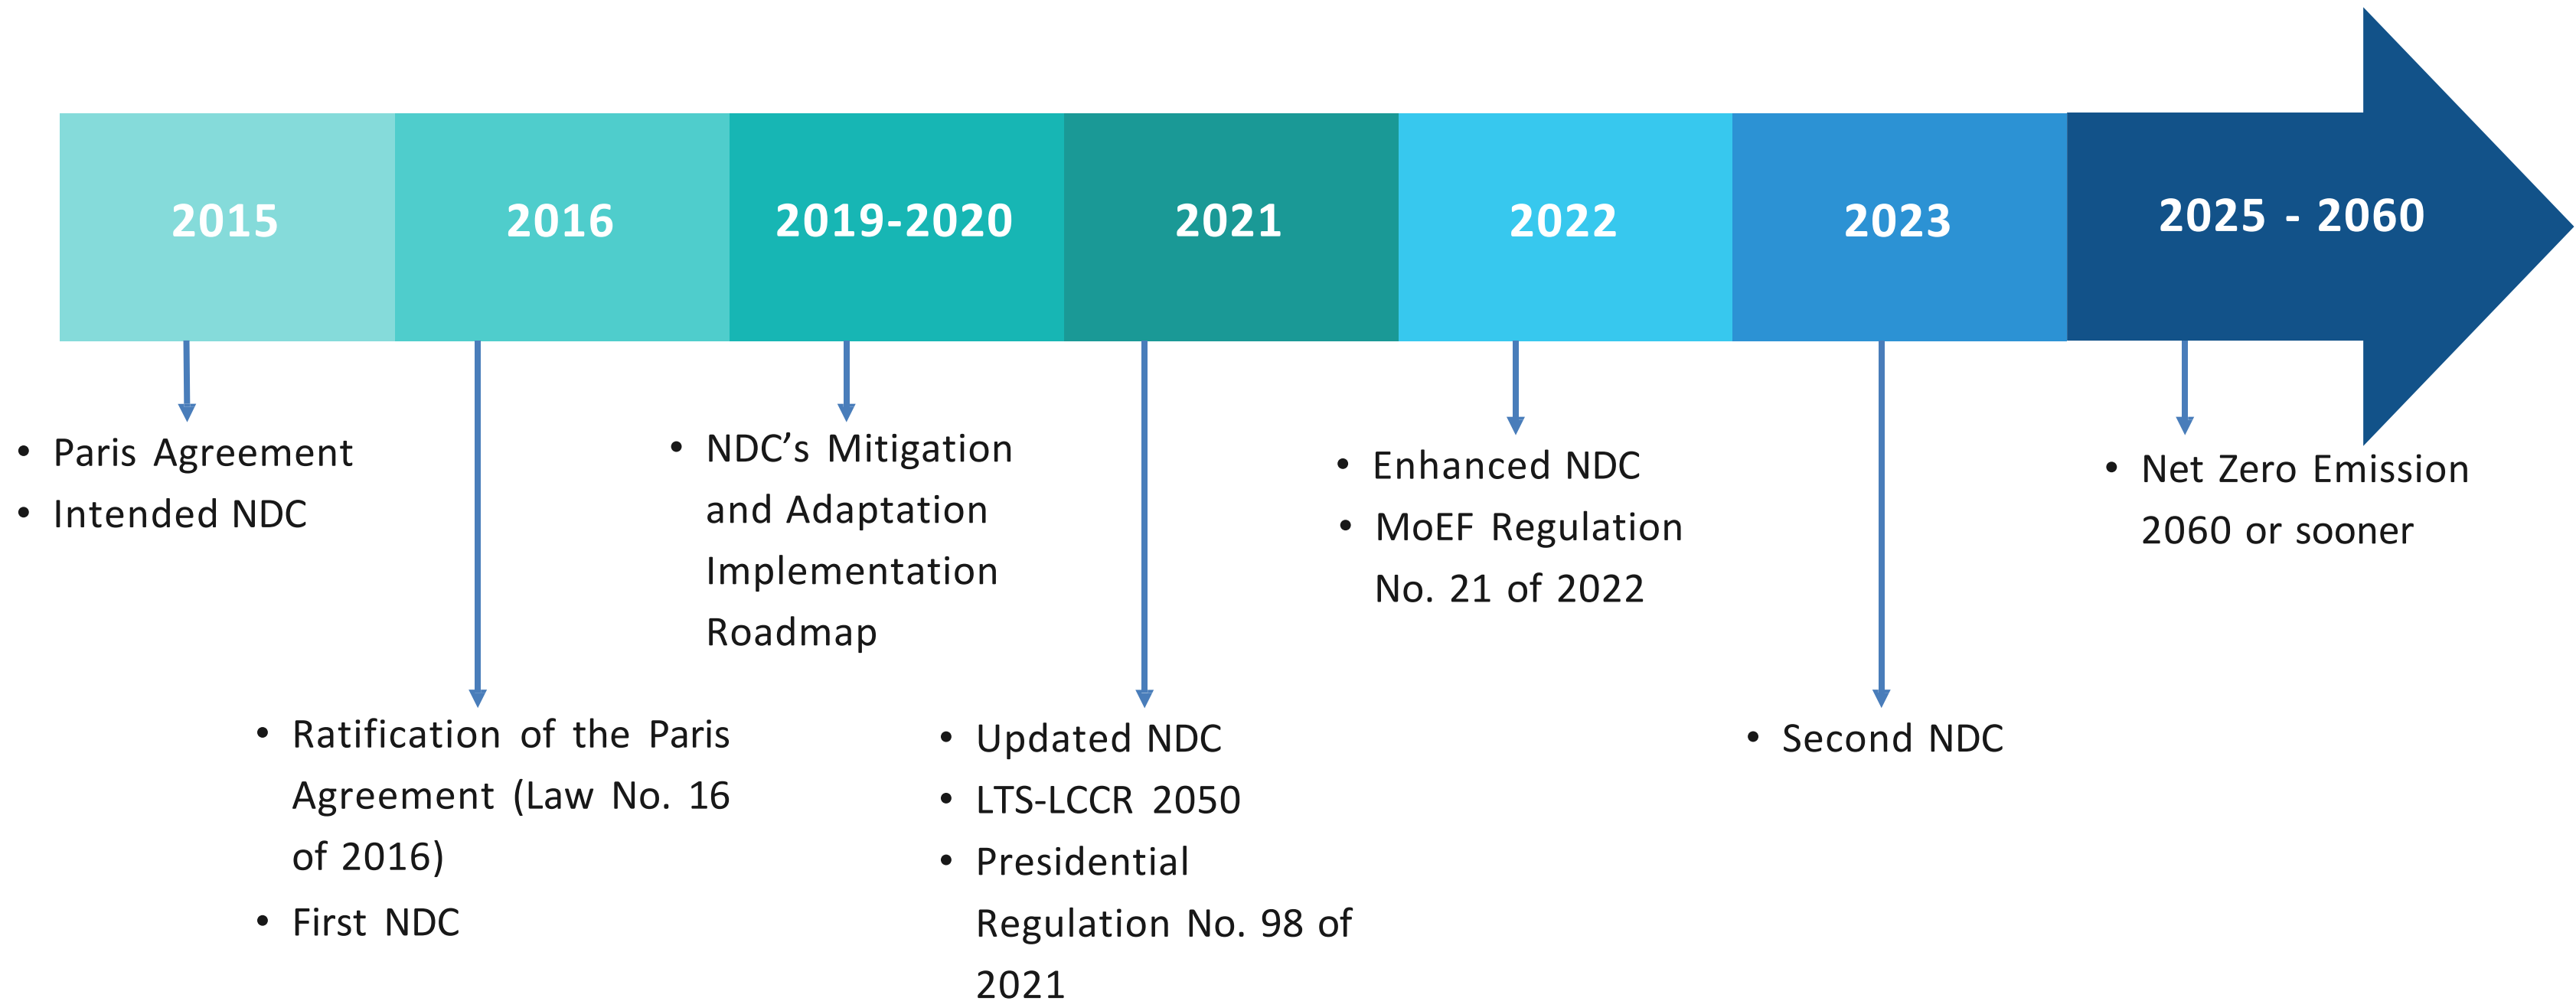 2015
2016
2019-2020
2021
2022
2023
2025 - 2060
• Paris Agreement
• Intended NDC
• Ratification of the Paris
Agreement (Law No. 16
of 2016)
• First NDC
• NDC’s Mitigation
and Adaptation
Implementation
Roadmap
• Updated NDC
• LTS-LCCR 2050
• Presidential
Regulation No. 98 of
2021
• Enhanced NDC
• MoEF Regulation
No. 21 of 2022
• Second NDC
• Net Zero Emission
2060 or sooner